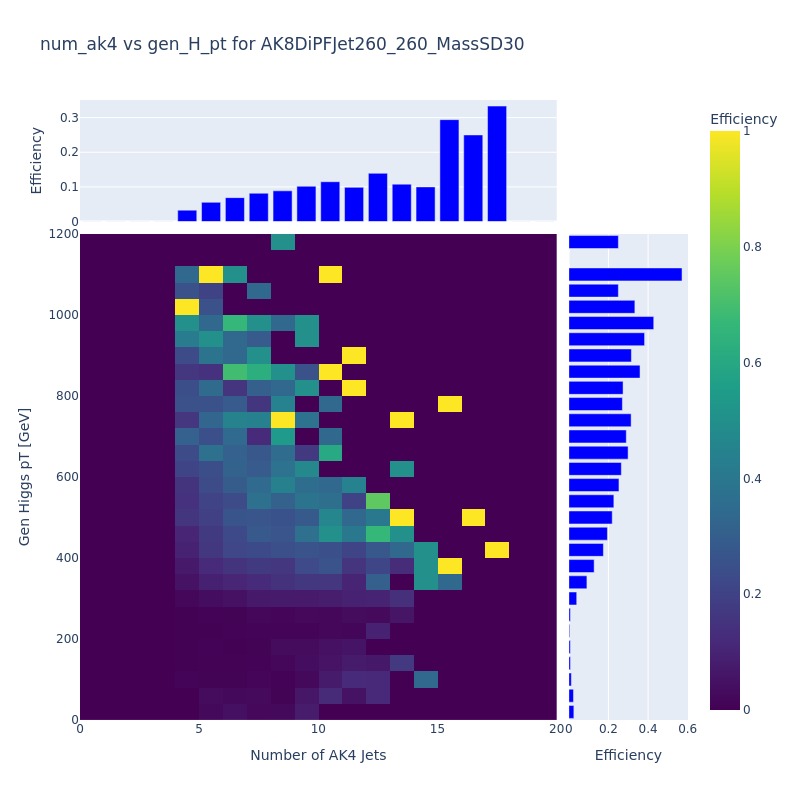 num_ak4 vs gen_H_pt for AK8DiPFJet260_260_MassSD30
Efficiency
0.3
0.2
0.1
0
Efficiency
1
0.8
0.6
0.4
0.2
0
Gen Higgs pT [GeV]
1200
1000
800
600
400
200
0
0 5 10 15 20
0 0.2 0.4 0.6
Number of AK4 Jets
Efficiency